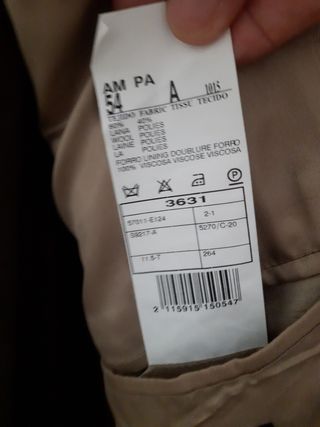 AM PA
54 A 1015
TEJIDO FABRIC TISSU TECIDO
60% 40%
LANA POLIES
WOOL POLIES
LAINE POLIES
LA POLIES
FORRO LINING DOUBLURE FORRO
100% VISCOSA VISCOSE VISCOSA
P
3631
57011-E124 2-1
S9217-A 5270/C-20
11.5-7 264
2 115915 150547